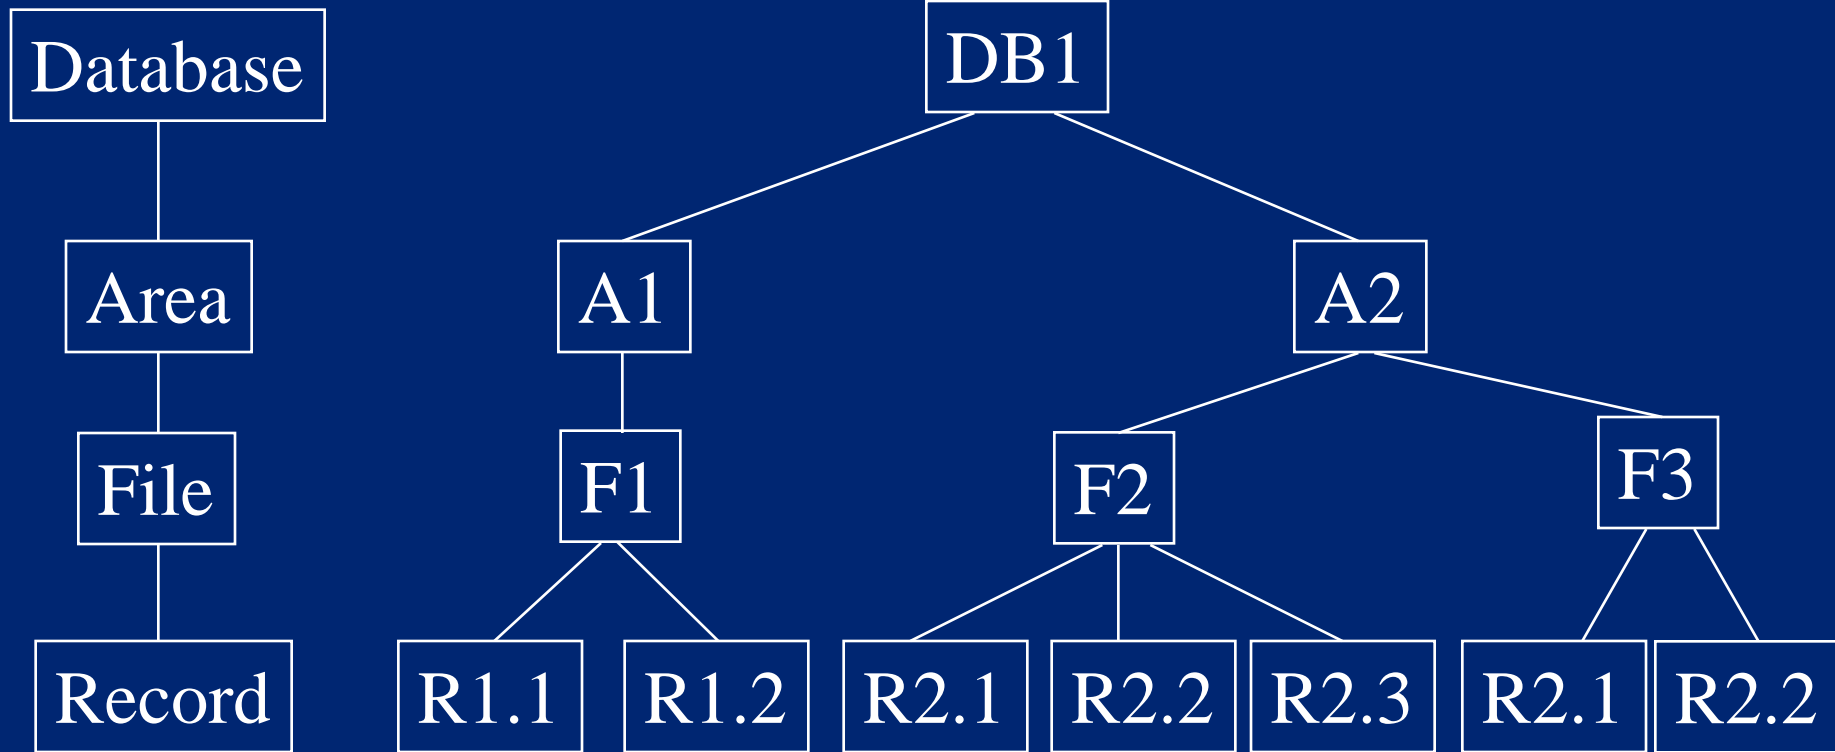 Database
DB1
Area
A1
A2
File
F1
F2
F3
Record
R1.1
R1.2
R2.1
R2.2
R2.3
R2.1
R2.2